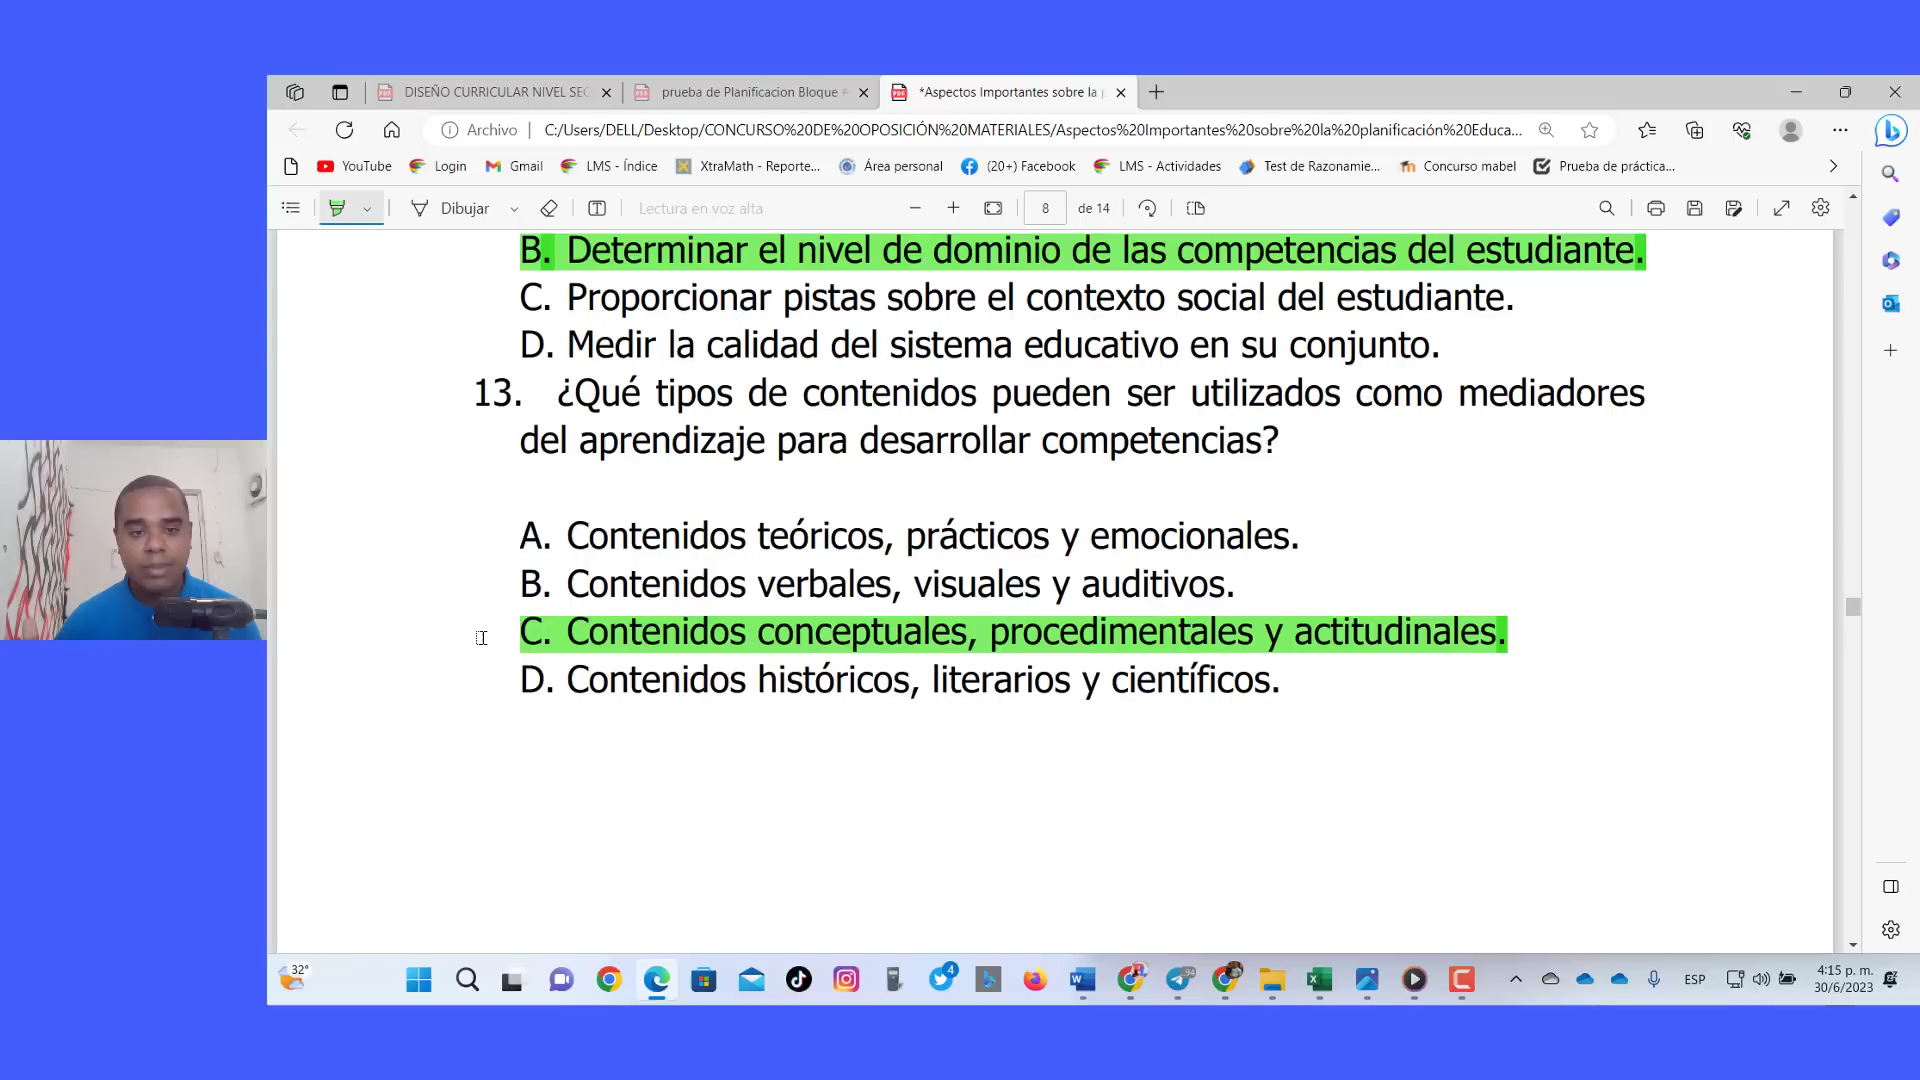 DISEÑO CURRICULAR NIVEL SEC
prueba de Planificacion Bloque
*Aspectos Importantes sobre la
Archivo
C:/Users/DELL/Desktop/CONCURSO%20DE%20OPOSICIÓN%20MATERIALES/Aspectos%20Importantes%20sobre%20la%20planificación%20Educa...
YouTube
Login
Gmail
LMS - Índice
XtraMath - Reporte...
Área personal
(20+) Facebook
LMS - Actividades
Test de Razonamie...
Concurso mabel
Prueba de práctica...
Dibujar
Lectura en voz alta
8
de 14
B. Determinar el nivel de dominio de las competencias del estudiante.
C. Proporcionar pistas sobre el contexto social del estudiante.
D. Medir la calidad del sistema educativo en su conjunto.
13. ¿Qué tipos de contenidos pueden ser utilizados como mediadores
del aprendizaje para desarrollar competencias?
A. Contenidos teóricos, prácticos y emocionales.
B. Contenidos verbales, visuales y auditivos.
C. Contenidos conceptuales, procedimentales y actitudinales.
D. Contenidos históricos, literarios y científicos.
32°
4
94
ESP
4:15 p. m.
30/6/2023